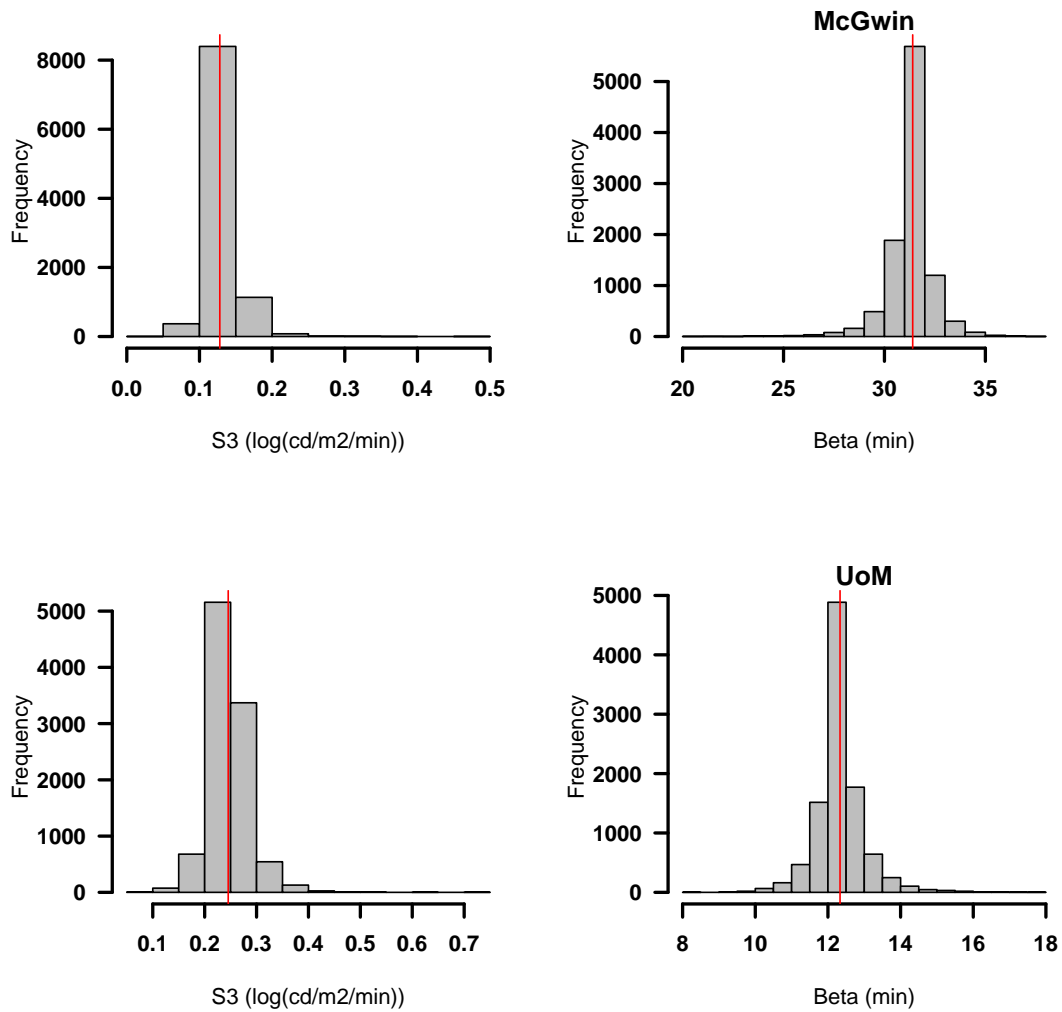 McGwin
Frequency
8000
6000
4000
2000
0
0.0 0.1 0.2 0.3 0.4 0.5
S3 (log(cd/m2/min))
Frequency
5000
4000
3000
2000
1000
0
20 25 30 35
Beta (min)
UoM
Frequency
5000
4000
3000
2000
1000
0
0.1 0.2 0.3 0.4 0.5 0.6 0.7
S3 (log(cd/m2/min))
Frequency
5000
4000
3000
2000
1000
0
8 10 12 14 16 18
Beta (min)